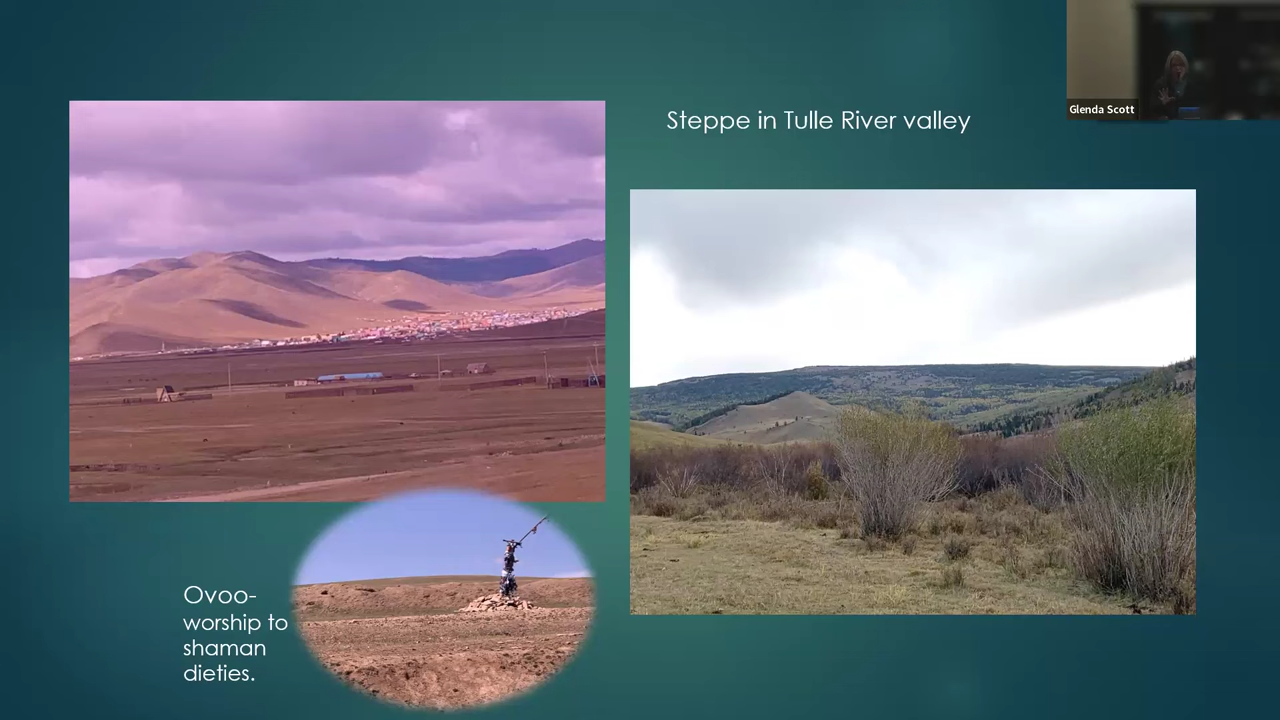 Glenda Scott
Steppe in Tulle River valley
Ovoo-
worship to
shaman
dieties.